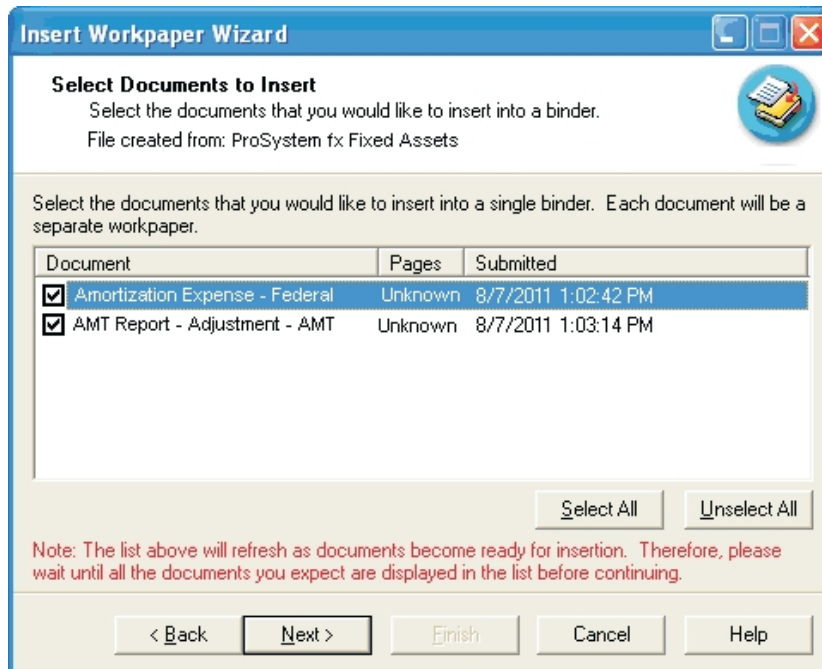 Insert Workpaper Wizard
Select Documents to Insert
Select the documents that you would like to insert into a binder.
File created from: ProSystem fx Fixed Assets
Select the documents that you would like to insert into a single binder. Each document will be a
separate workpaper.
Document Pages Submitted
Amortization Expense - Federal Unknown 8/7/2011 1:02:42 PM
AMT Report - Adjustment - AMT Unknown 8/7/2011 1:03:14 PM
Select All Unselect All
Note: The list above will refresh as documents become ready for insertion. Therefore, please
wait until all the documents you expect are displayed in the list before continuing.
< Back Next > Finish Cancel Help